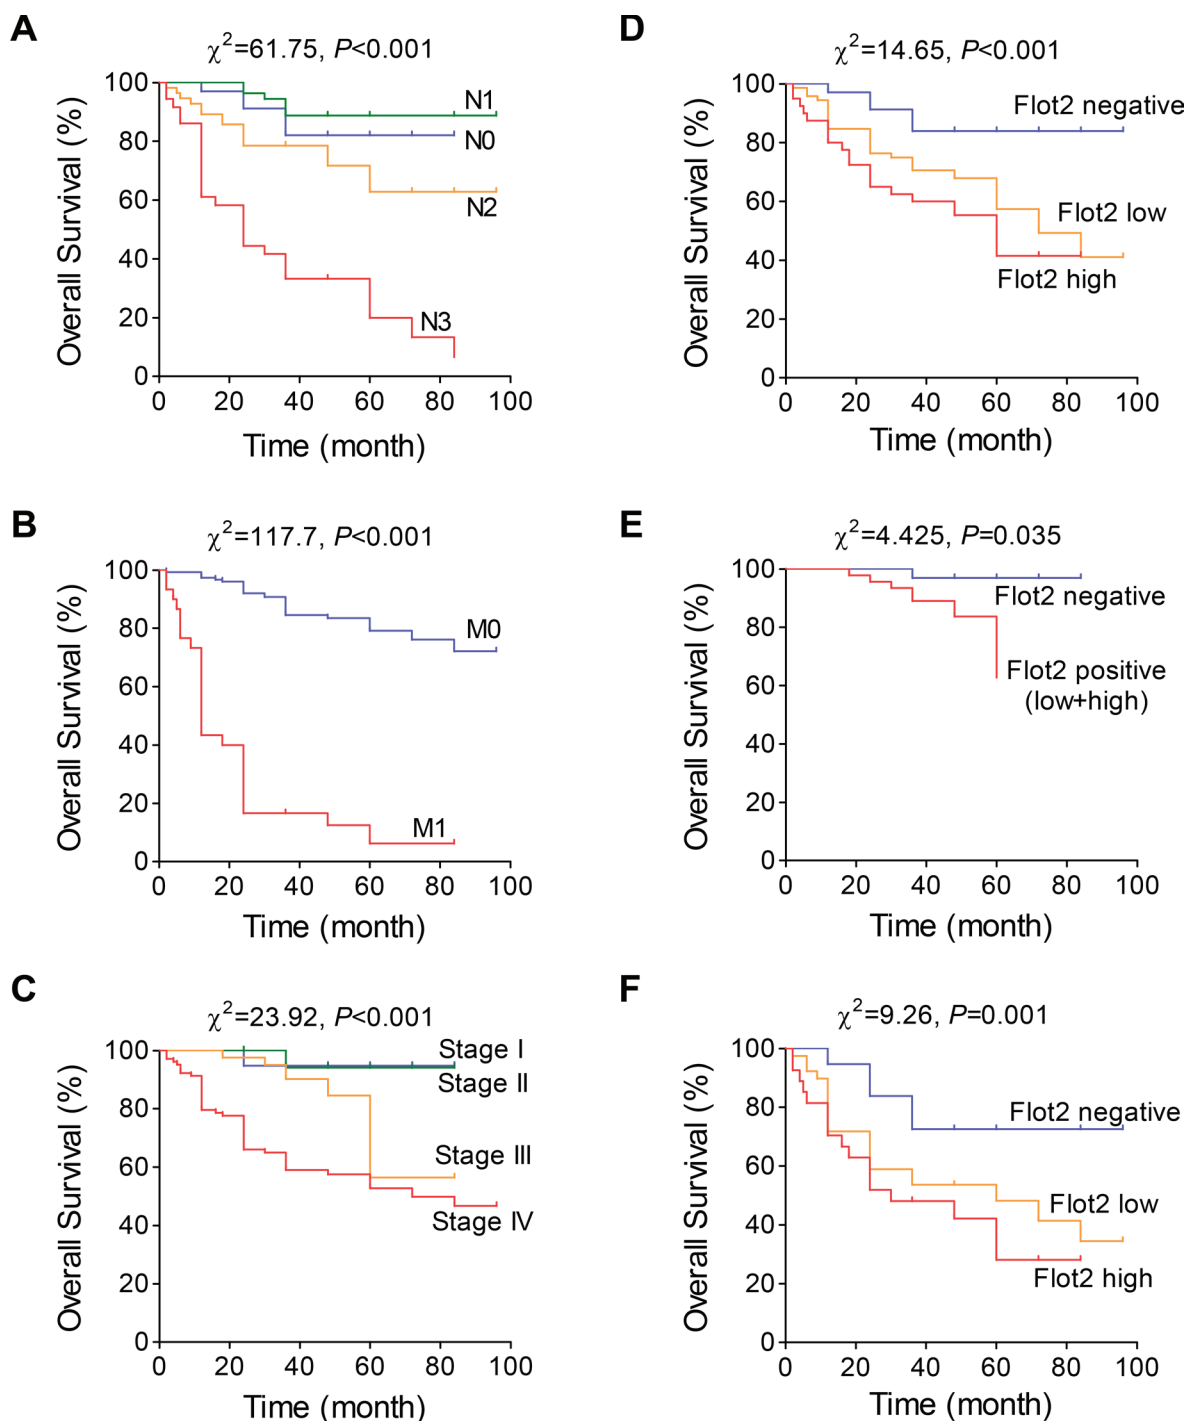 A
χ²=61.75, P<0.001
Overall Survival (%)
100
80
60
40
20
0
N1
N0
N2
N3
0 20 40 60 80 100
Time (month)
B
χ²=117.7, P<0.001
Overall Survival (%)
100
80
60
40
20
0
M0
M1
0 20 40 60 80 100
Time (month)
C
χ²=23.92, P<0.001
Overall Survival (%)
100
80
60
40
20
0
Stage I
Stage II
Stage III
Stage IV
0 20 40 60 80 100
Time (month)
D
χ²=14.65, P<0.001
Overall Survival (%)
100
80
60
40
20
0
Flot2 negative
Flot2 low
Flot2 high
0 20 40 60 80 100
Time (month)
E
χ²=4.425, P=0.035
Overall Survival (%)
100
80
60
40
20
0
Flot2 negative
Flot2 positive
(low+high)
0 20 40 60 80 100
Time (month)
F
χ²=9.26, P=0.001
Overall Survival (%)
100
80
60
40
20
0
Flot2 negative
Flot2 low
Flot2 high
0 20 40 60 80 100
Time (month)